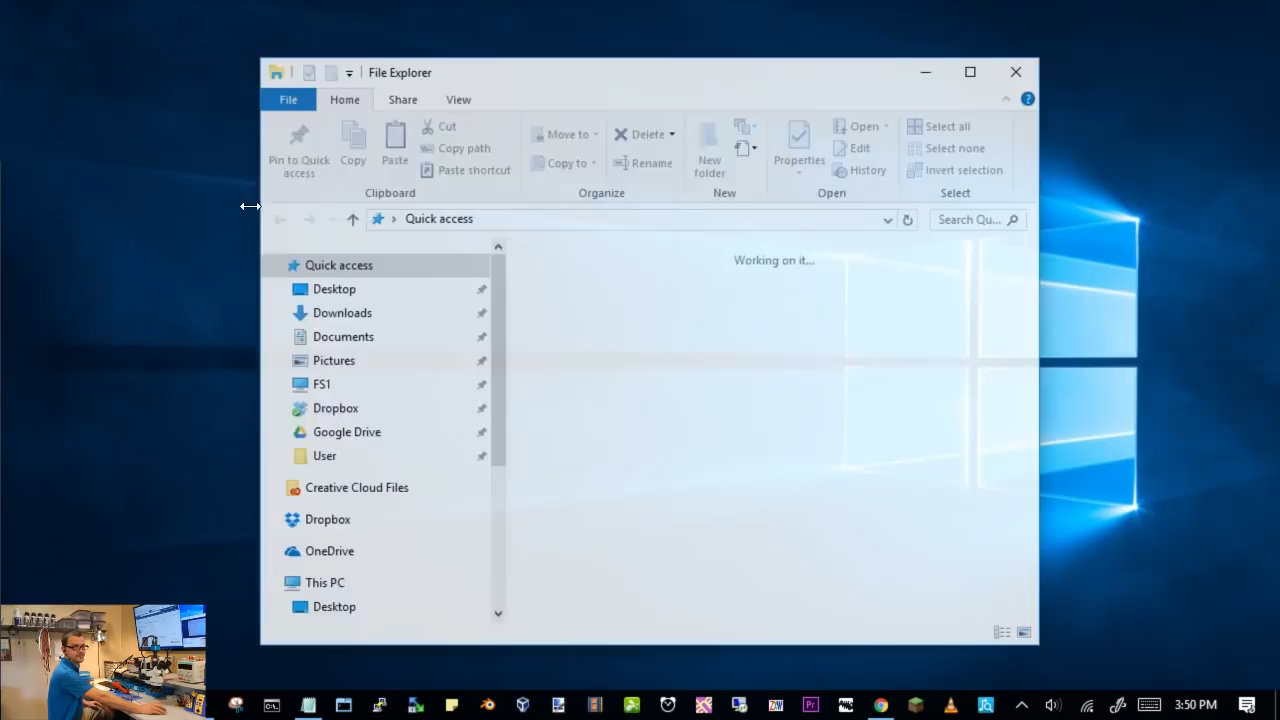 File Explorer
File Home Share View
Pin to Quick access
Copy
Paste
Cut
Copy path
Paste shortcut
Clipboard
Move to
Copy to
Delete
Rename
Organize
New folder
New
Properties
Open
Edit
History
Open
Select all
Select none
Invert selection
Select
Quick access
Search Qu...
Quick access
Desktop
Downloads
Documents
Pictures
FS1
Dropbox
Google Drive
User
Creative Cloud Files
Dropbox
OneDrive
This PC
Desktop
Working on it...
Pr
3:50 PM